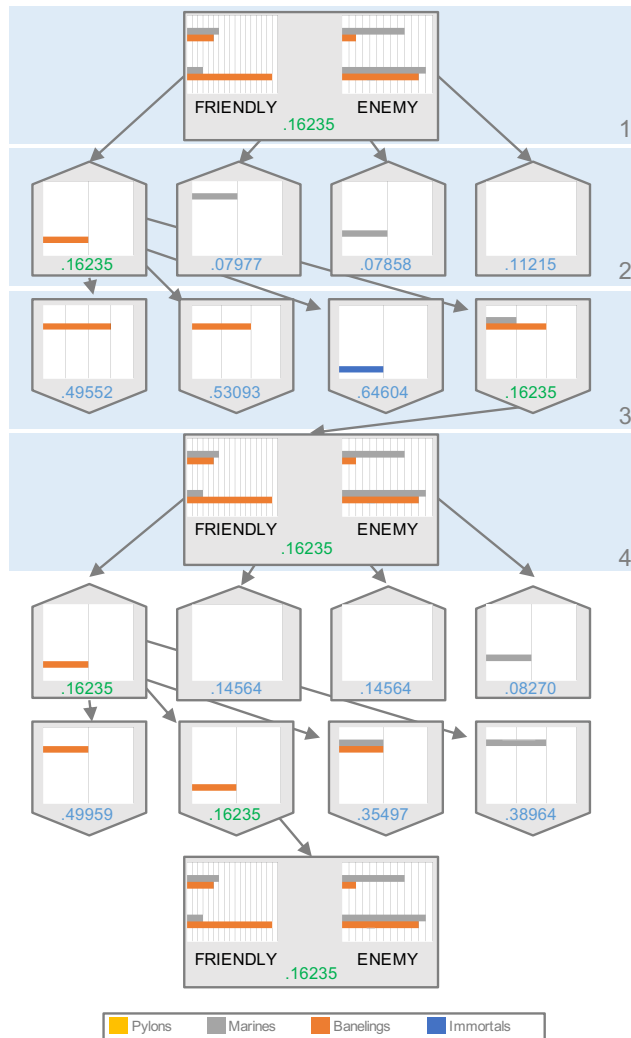 FRIENDLY ENEMY
.16235
1
.16235 .07977 .07858 .11215
2
.49552 .53093 .64604 .16235
3
FRIENDLY ENEMY
.16235
4
.16235 .14564 .14564 .08270
.49959 .16235 .35497 .38964
FRIENDLY ENEMY
.16235
Pylons Marines Banelings Immortals